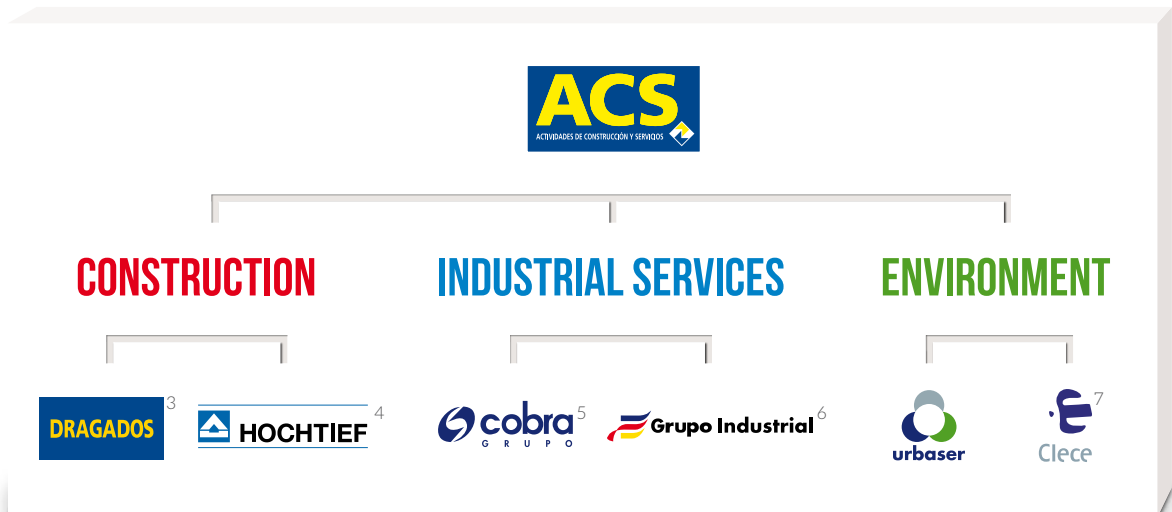 ACS
ACTIVIDADES DE CONSTRUCCIÓN Y SERVICIOS
CONSTRUCTION
INDUSTRIAL SERVICES
ENVIRONMENT
DRAGADOS 3
HOCHTIEF 4
cobra 5
GRUPO
Grupo Industrial 6
urbaser
7
Clece